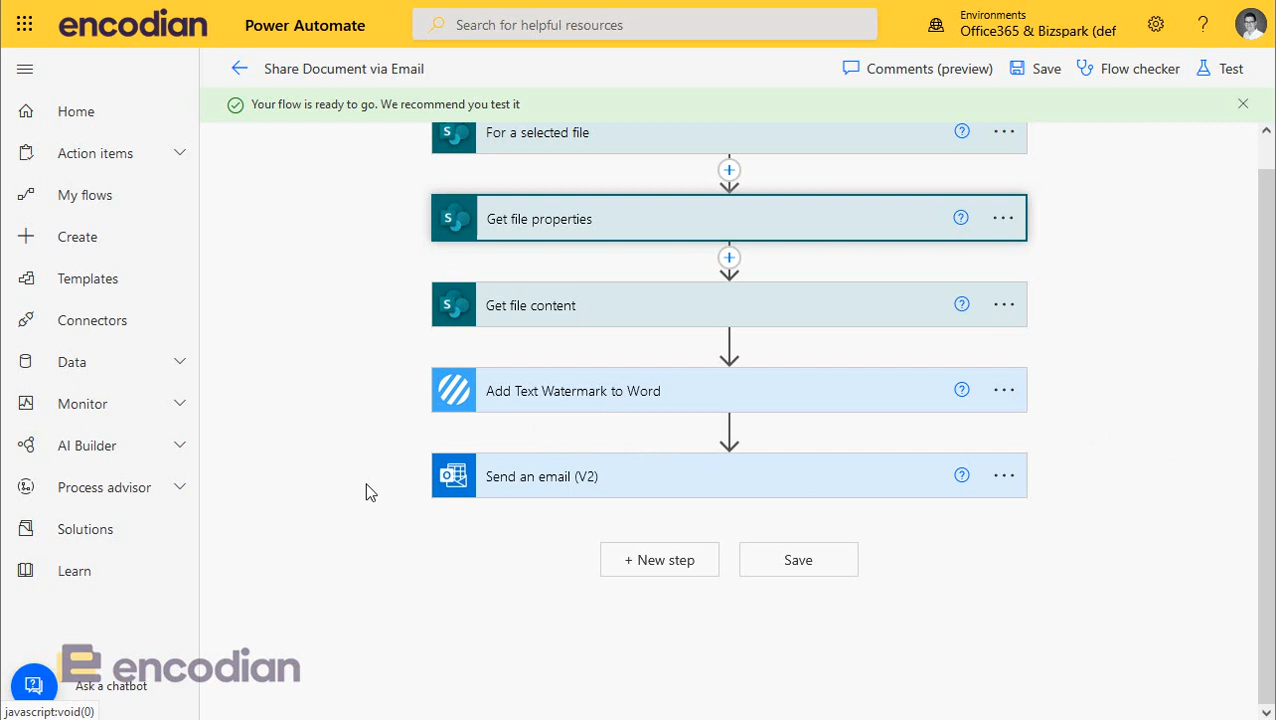 encodian
Power Automate
Search for helpful resources
Environments
Office365 & Bizspark (def
?
Share Document via Email
Comments (preview)
Save
Flow checker
Test
Your flow is ready to go. We recommend you test it
Home
Action items
My flows
Create
Templates
Connectors
Data
Monitor
AI Builder
Process advisor
Solutions
Learn
S
For a selected file
?
S
Get file properties
?
S
Get file content
?
Add Text Watermark to Word
?
Send an email (V2)
?
+ New step
Save
encodian
Ask a chatbot
javascript:void(0)